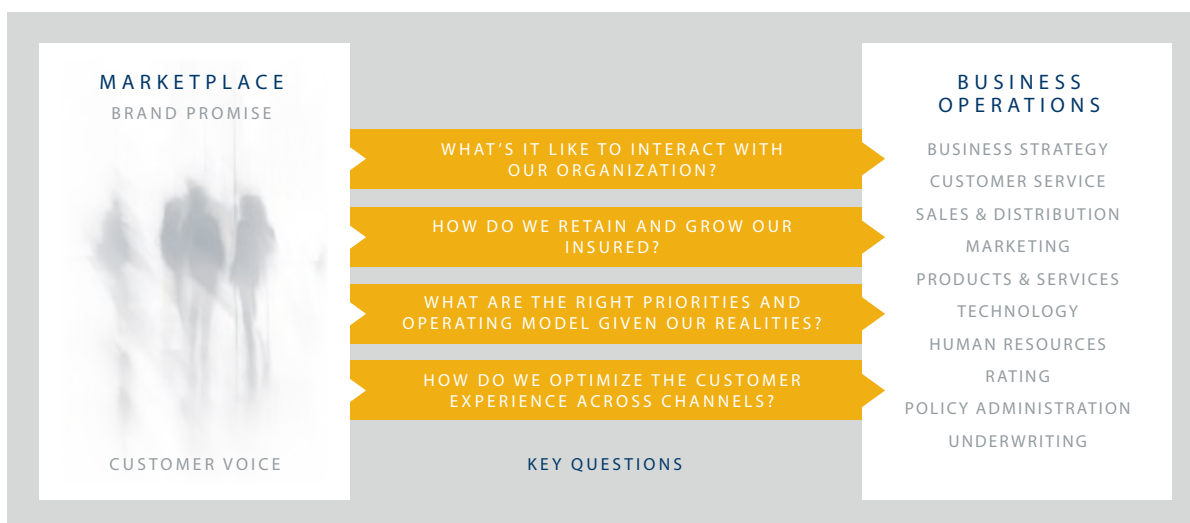 MARKETPLACE
BRAND PROMISE
CUSTOMER VOICE
WHAT'S IT LIKE TO INTERACT WITH
OUR ORGANIZATION?
HOW DO WE RETAIN AND GROW OUR
INSURED?
WHAT ARE THE RIGHT PRIORITIES AND
OPERATING MODEL GIVEN OUR REALITIES?
HOW DO WE OPTIMIZE THE CUSTOMER
EXPERIENCE ACROSS CHANNELS?
KEY QUESTIONS
BUSINESS
OPERATIONS
BUSINESS STRATEGY
CUSTOMER SERVICE
SALES & DISTRIBUTION
MARKETING
PRODUCTS & SERVICES
TECHNOLOGY
HUMAN RESOURCES
RATING
POLICY ADMINISTRATION
UNDERWRITING